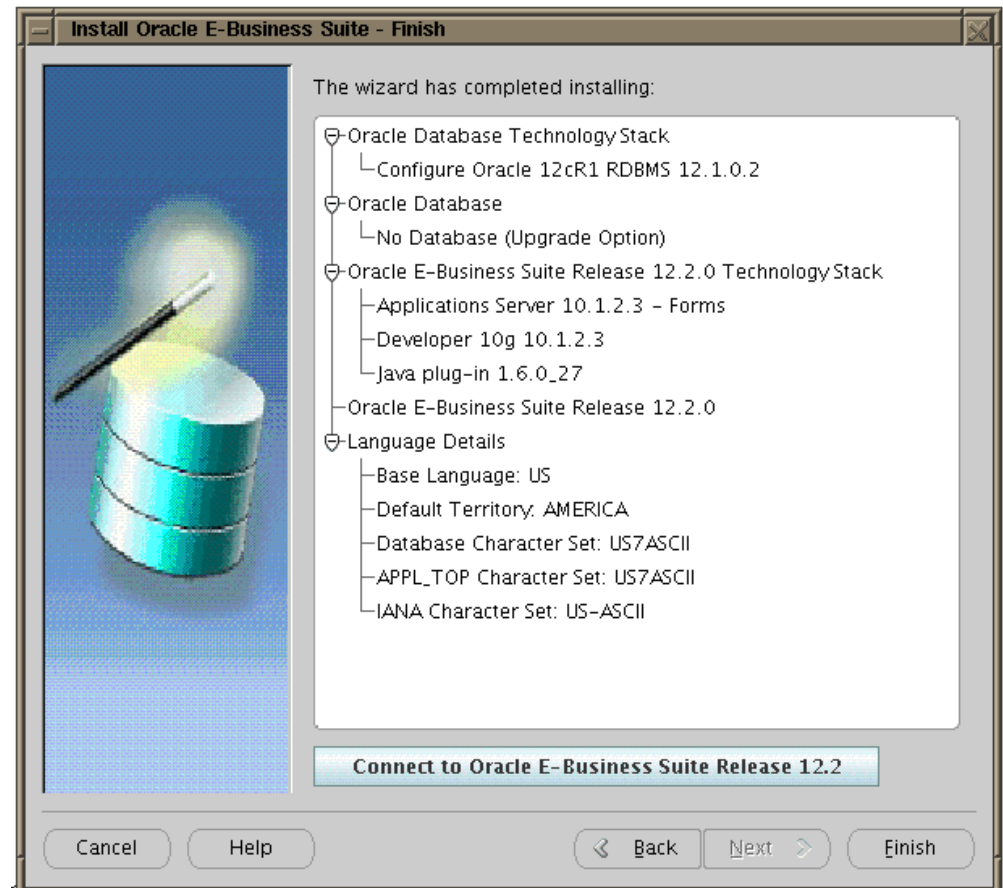 Install Oracle E-Business Suite - Finish
The wizard has completed installing:
Oracle Database Technology Stack
Configure Oracle 12cR1 RDBMS 12.1.0.2
Oracle Database
No Database (Upgrade Option)
Oracle E-Business Suite Release 12.2.0 Technology Stack
Applications Server 10.1.2.3 – Forms
Developer 10g 10.1.2.3
Java plug-in 1.6.0_27
Oracle E-Business Suite Release 12.2.0
Language Details
Base Language: US
Default Territory: AMERICA
Database Character Set: US7ASCII
APPL_TOP Character Set: US7ASCII
IANA Character Set: US-ASCII
Connect to Oracle E-Business Suite Release 12.2
Cancel Help Back Next Finish